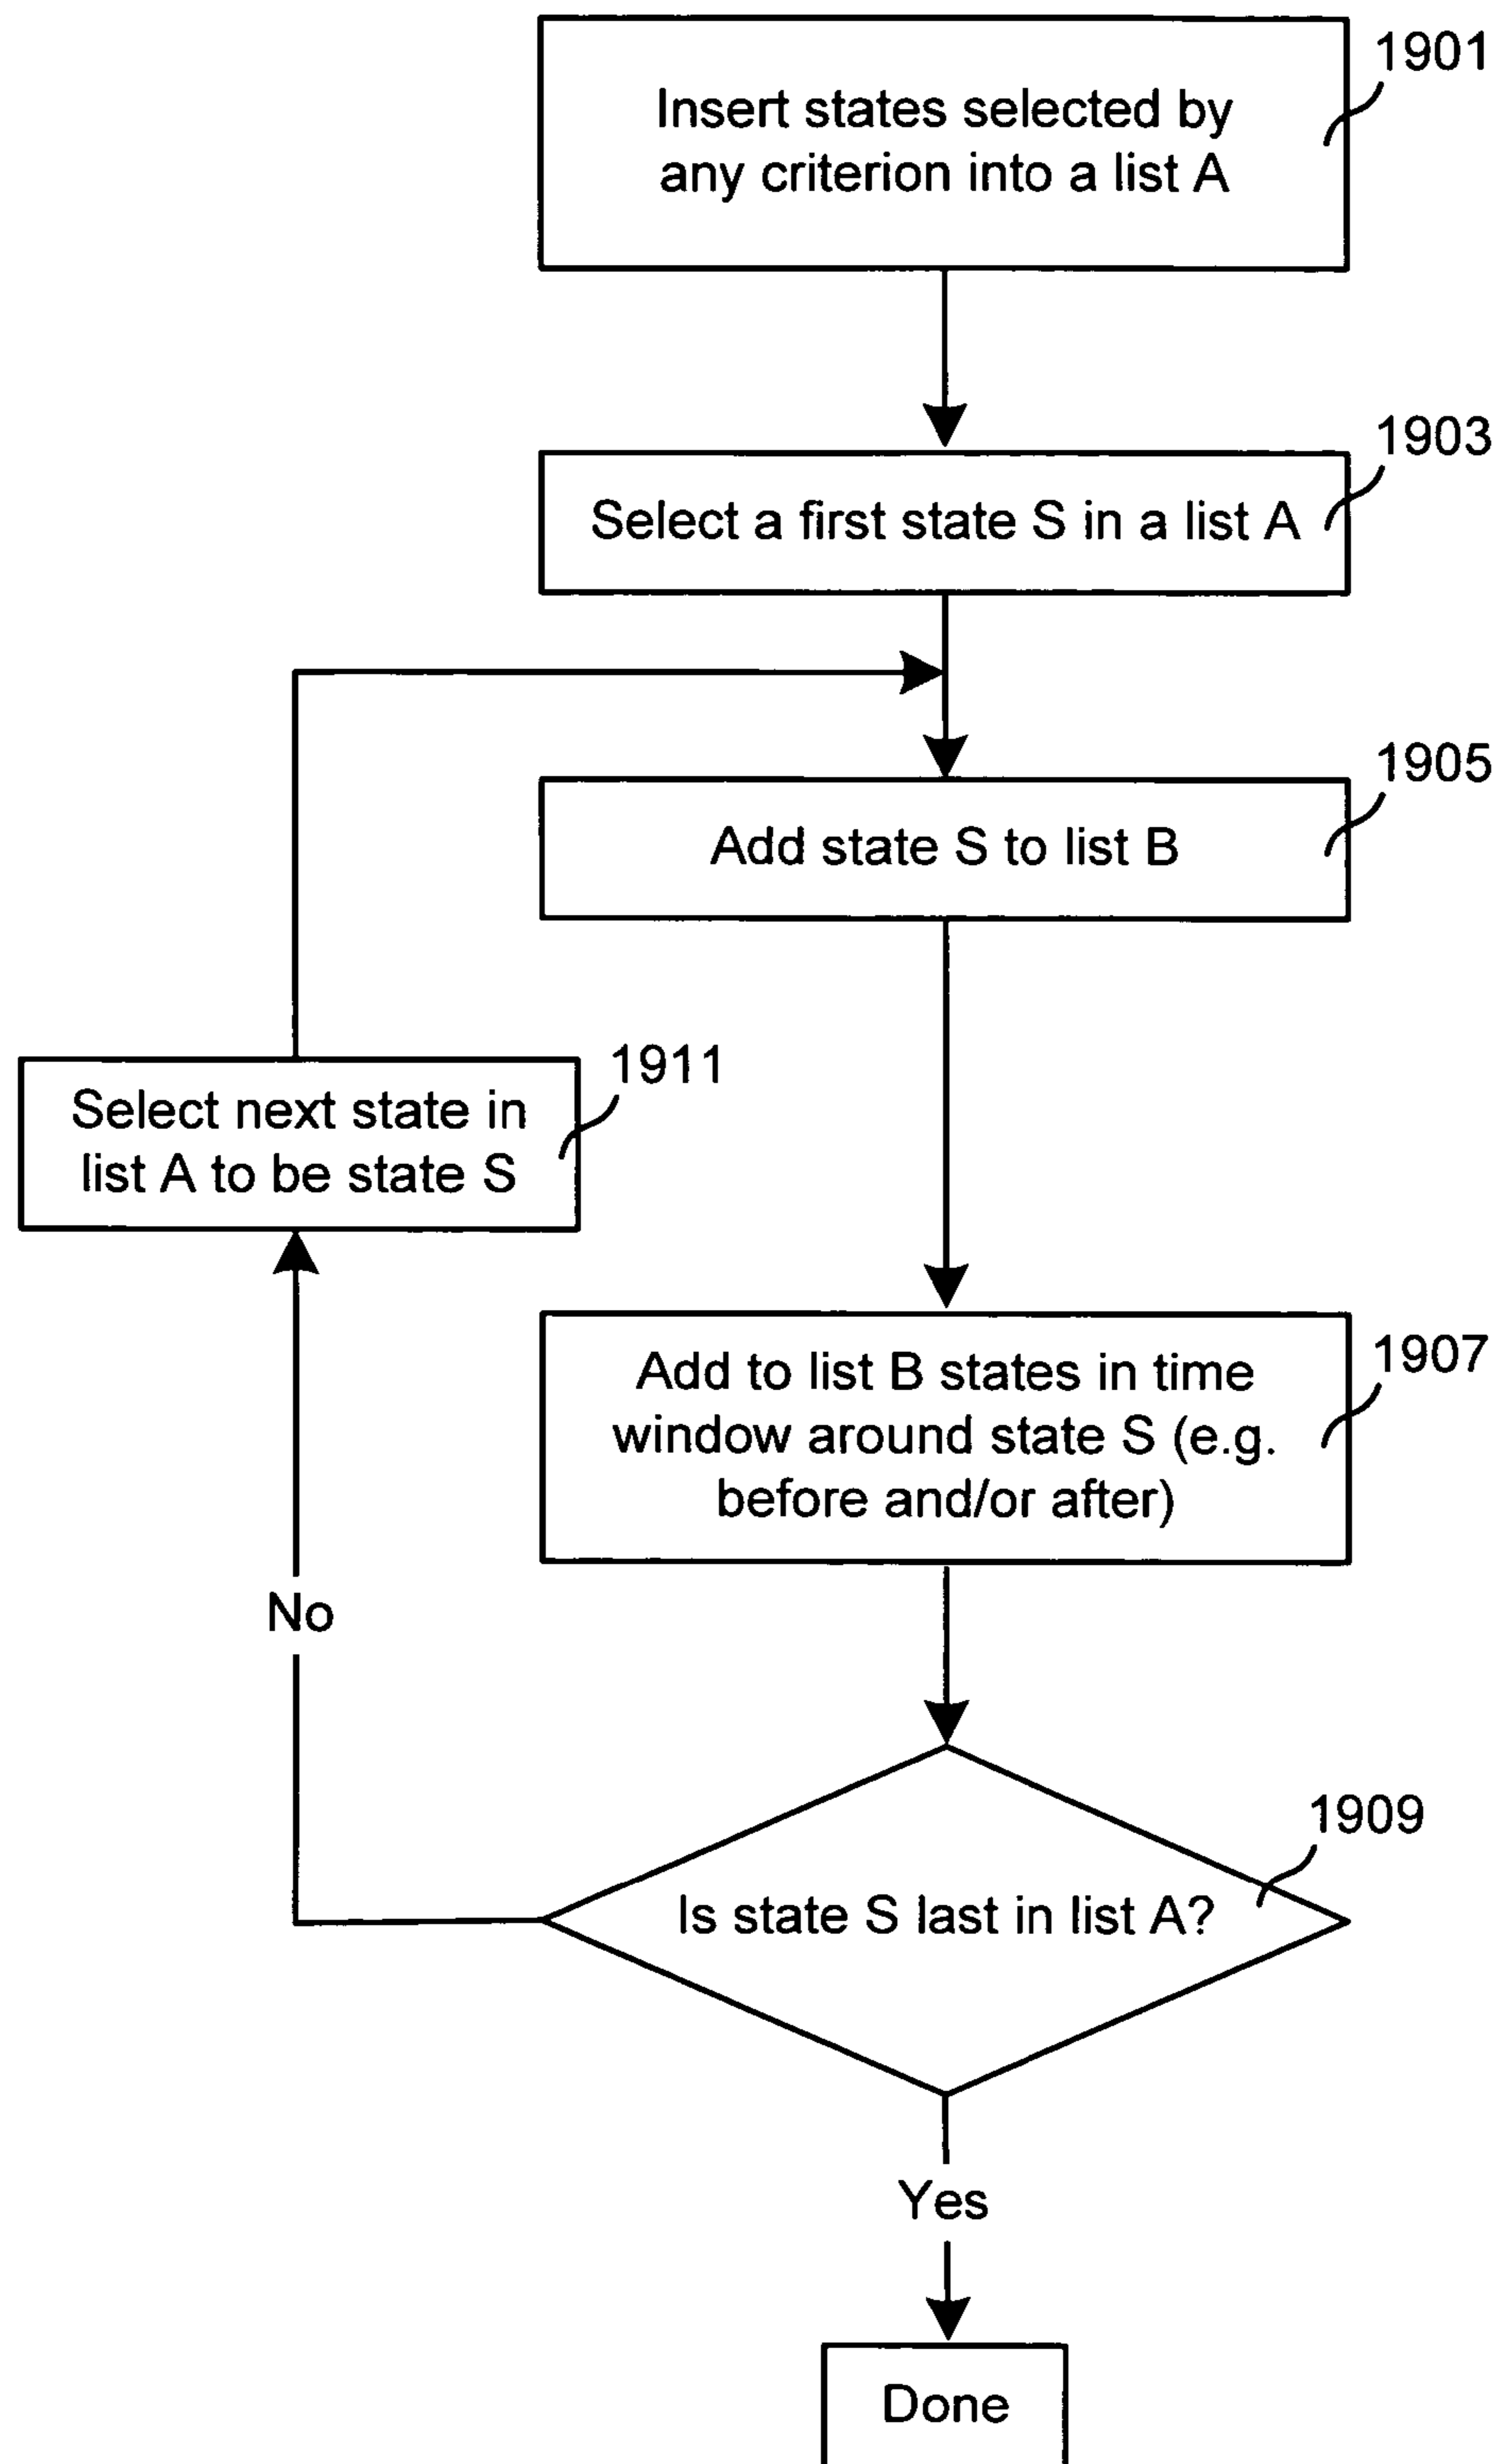 1901
Insert states selected by
any criterion into a list A
1903
Select a first state S in a list A
1905
Add state S to list B
1911
Select next state in
list A to be state S
1907
Add to list B states in time
window around state S (e.g.
before and/or after)
No
1909
Is state S last in list A?
Yes
Done